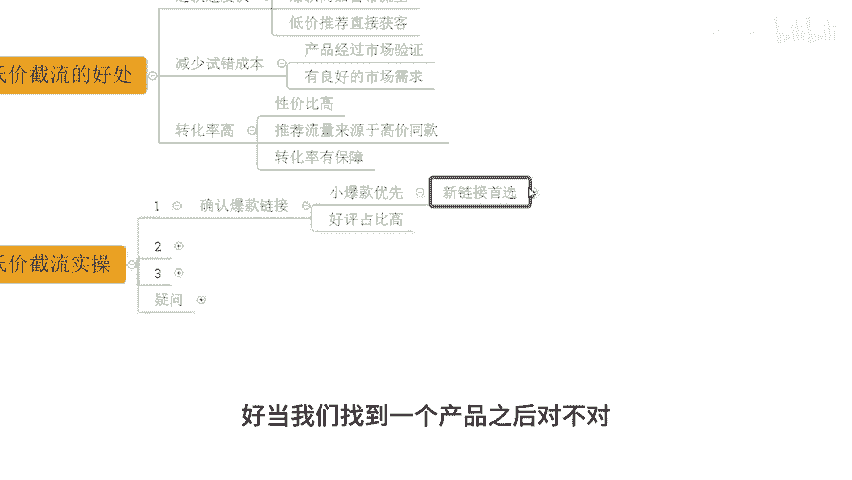 低价推荐直接获客
产品经过市场验证
减少试错成本
低价截流的好处
有良好的市场需求
性价比高
转化率高
推荐流量来源于高价同款
转化率有保障
小爆款优先
新链接首选
1
确认爆款链接
好评占比高
2
低价截流实操
3
疑问
好当我们找到一个产品之后对不对